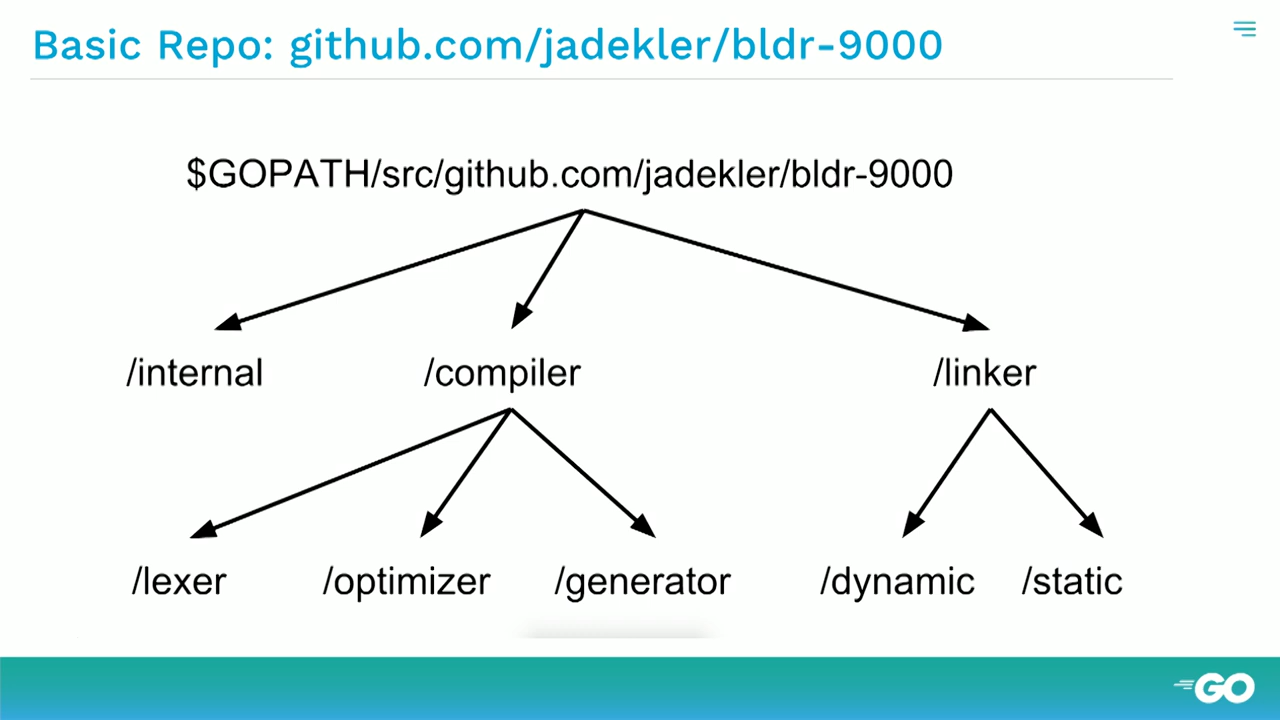 Basic Repo: github.com/jadekler/bldr-9000
$GOPATH/src/github.com/jadekler/bldr-9000
/internal /compiler /linker
/lexer /optimizer /generator /dynamic /static
GO